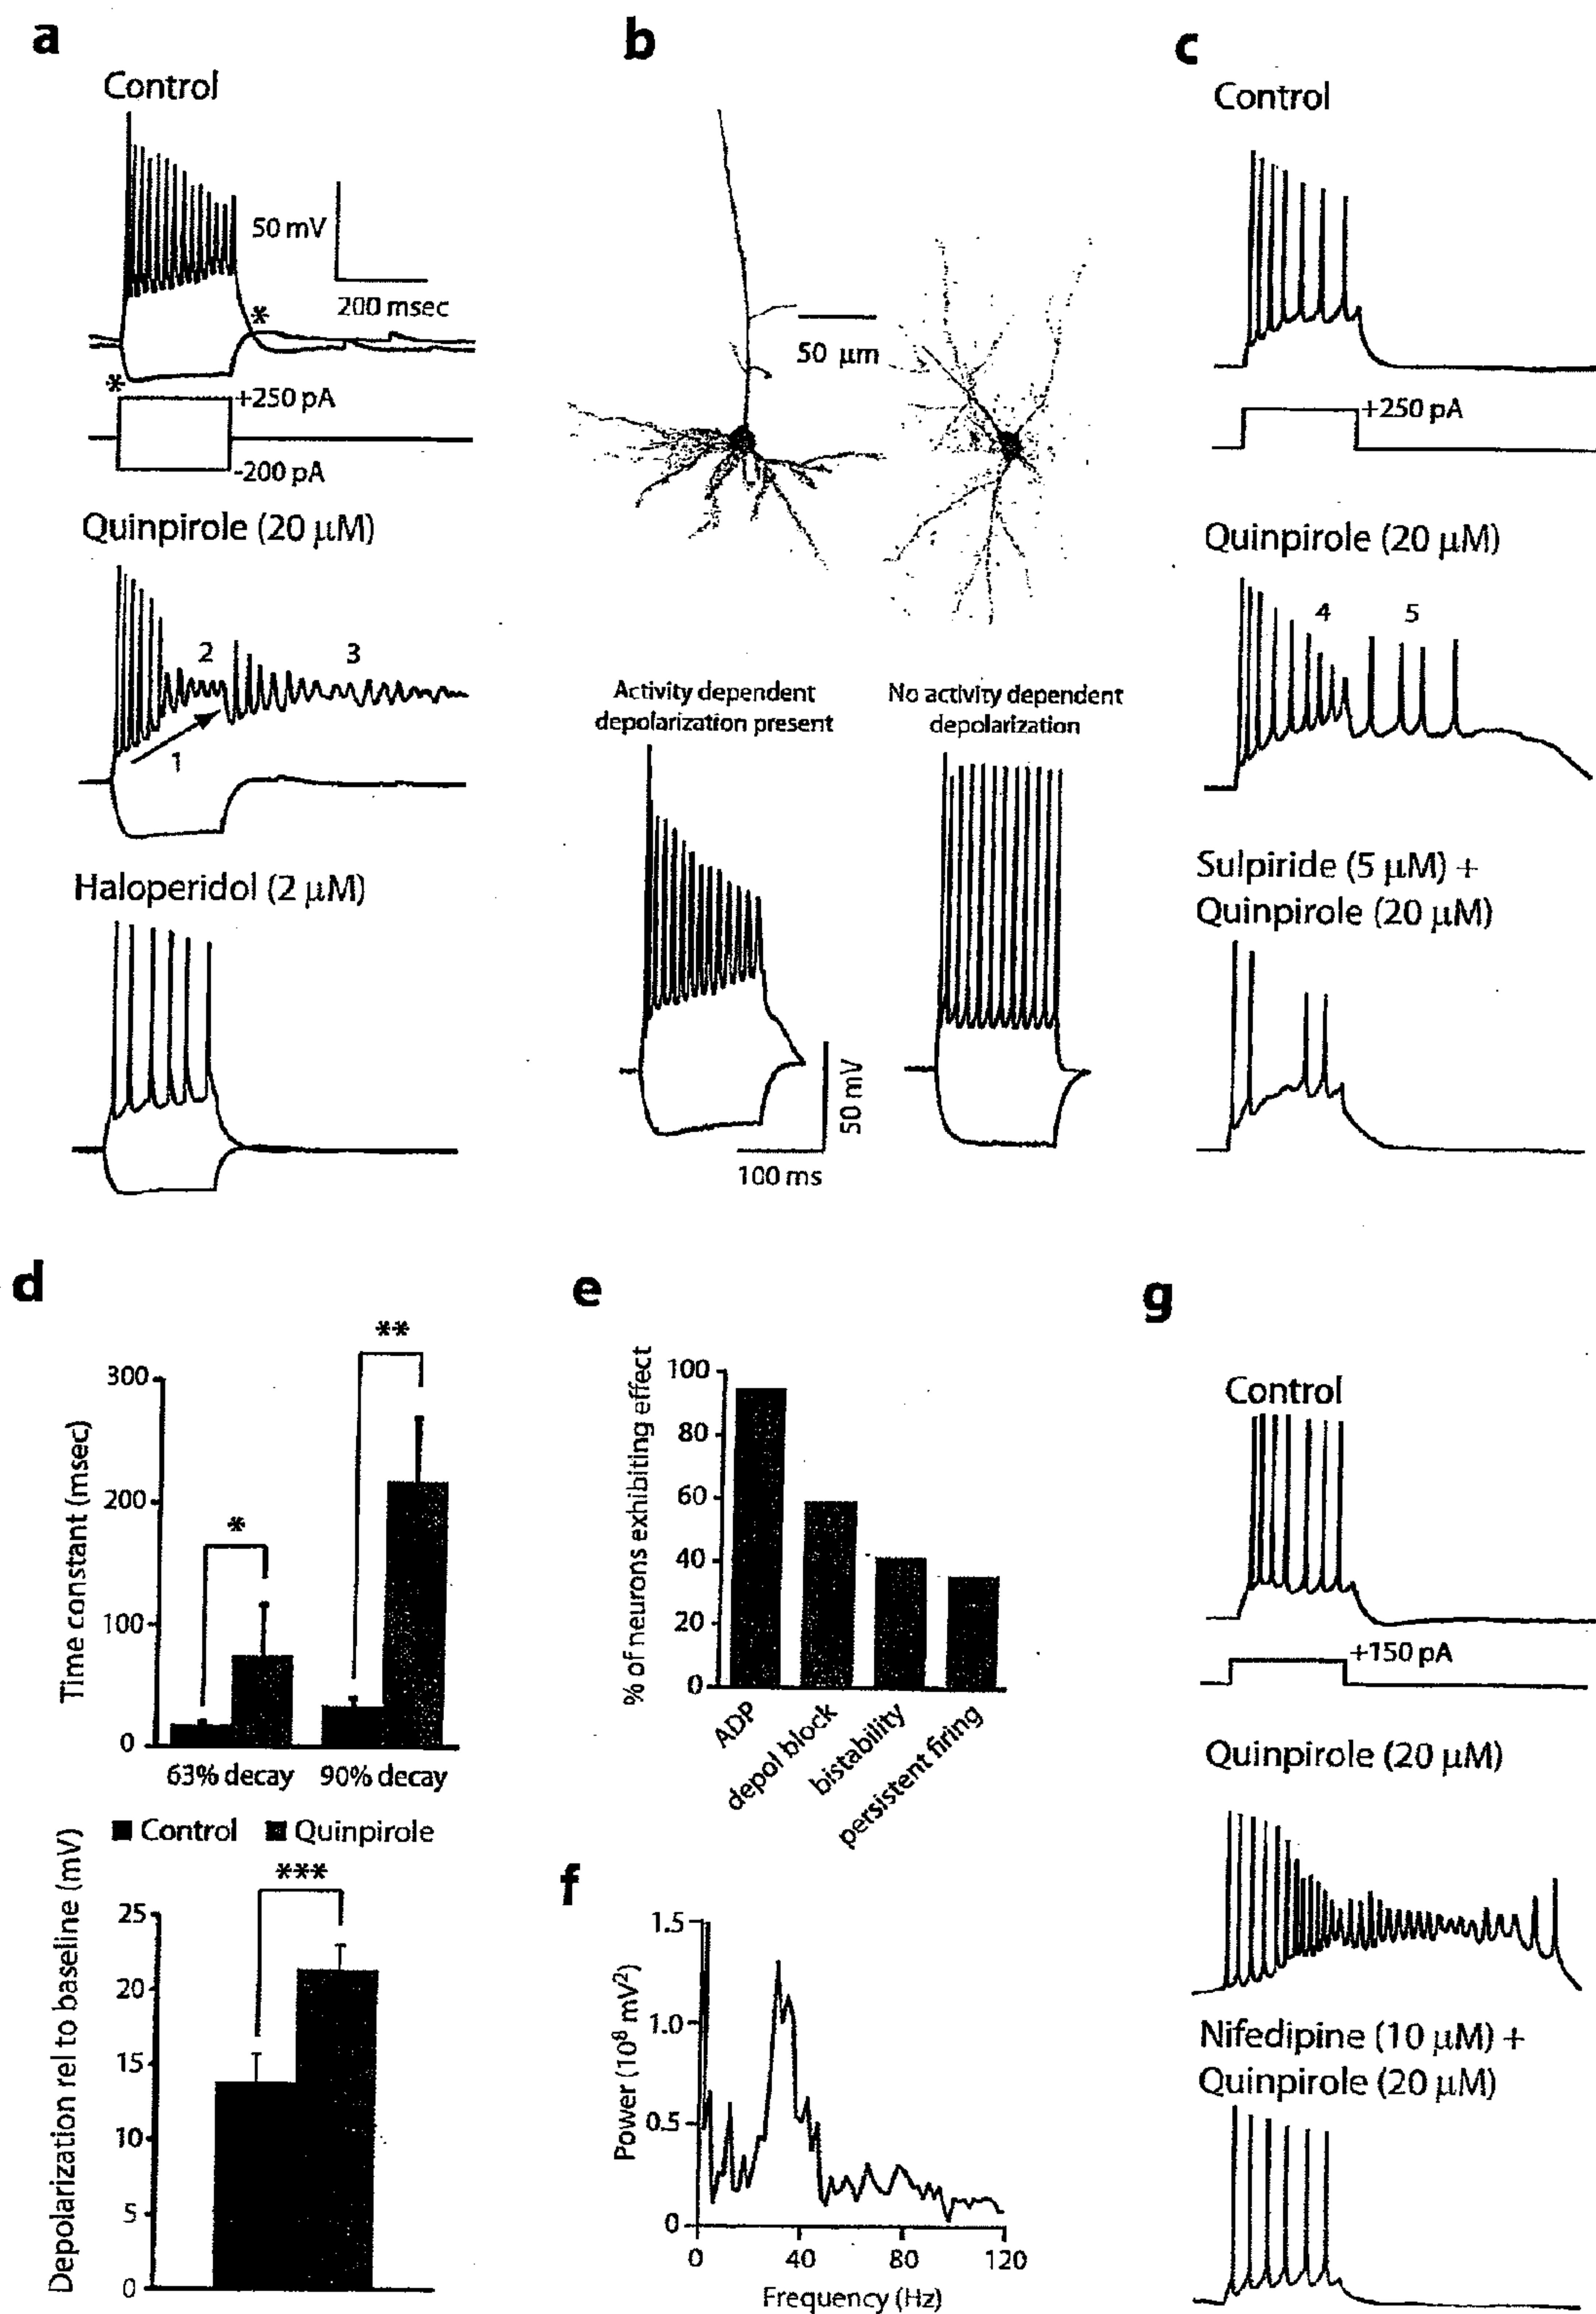 a
Control
50 mV
200 msec
*
*
+250 pA
-200 pA
Quinpirole (20 μM)
2
3
1
Haloperidol (2 μM)
b
50 μm
Activity dependent
depolarization present
No activity dependent
depolarization
50 mV
100 ms
c
Control
+250 pA
Quinpirole (20 μM)
4
5
Sulpiride (5 μM) +
Quinpirole (20 μM)
d
Time constant (msec)
300
200
100
0
*
**
63% decay
90% decay
Control
Quinpirole
Depolarization rel to baseline (mV)
***
25
20
15
10
5
0
e
% of neurons exhibiting effect
100
80
60
40
20
0
ADP
depol block
bistability
persistent firing
f
Power (10⁸ mV²)
1.5
1.0
0.5
0
0
40
80
120
Frequency (Hz)
g
Control
+150 pA
Quinpirole (20 μM)
Nifedipine (10 μM) +
Quinpirole (20 μM)